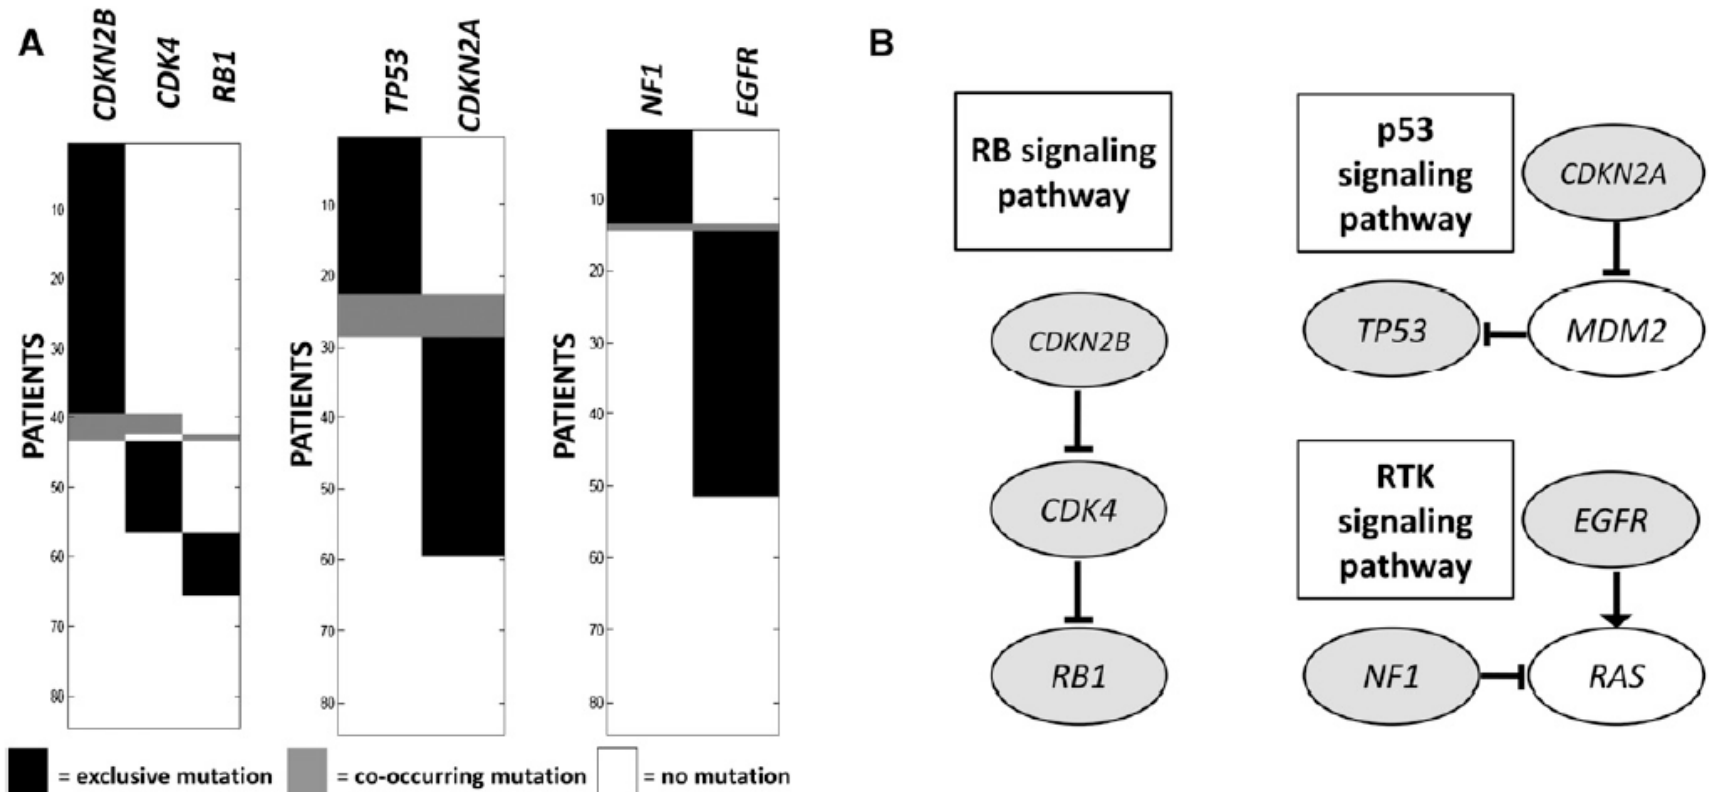 A
CDKN2B
CDK4
RB1
TP53
CDKN2A
NF1
EGFR
PATIENTS
10
20
30
40
50
60
70
80
PATIENTS
10
20
30
40
50
60
70
80
PATIENTS
10
20
30
40
50
60
70
80
= exclusive mutation
= co-occurring mutation
= no mutation
B
RB signaling
pathway
CDKN2B
CDK4
RB1
p53
signaling
pathway
CDKN2A
TP53
MDM2
RTK
signaling
pathway
EGFR
NF1
RAS